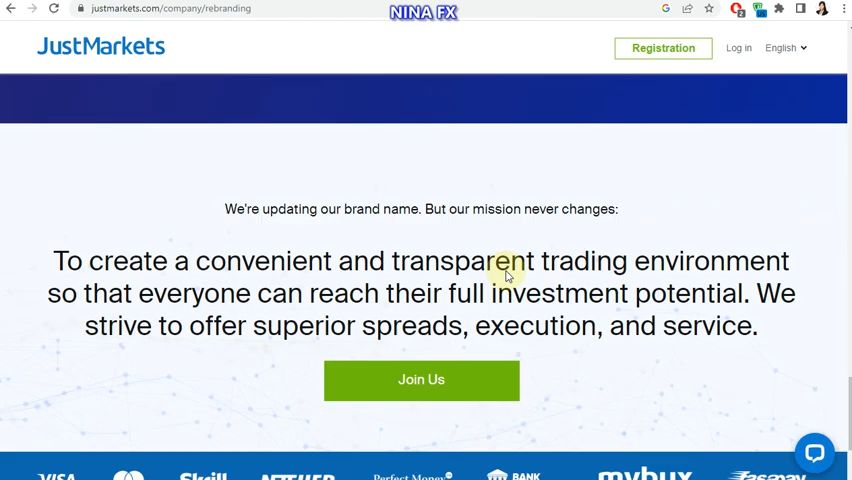 justmarkets.com/company/rebranding
NINA FX
JustMarkets
Registration
Log in
English
We're updating our brand name. But our mission never changes:
To create a convenient and transparent trading environment
so that everyone can reach their full investment potential. We
strive to offer superior spreads, execution, and service.
Join Us
VISA
Skrill
NETELLER
Perfect Money
BANK
mybux
fasapay